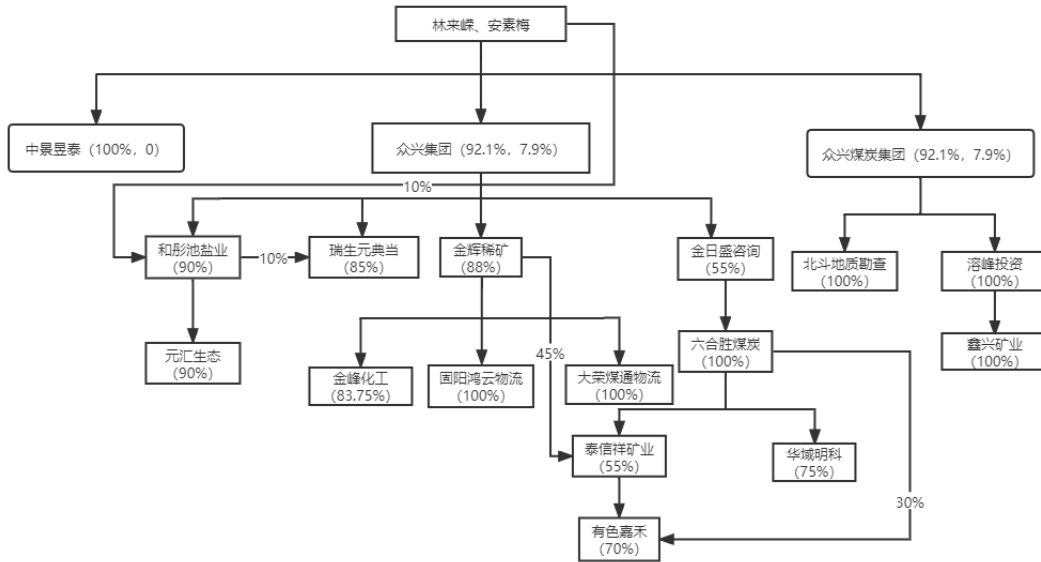 林来嵘、安素梅
中景昱泰（100%，0）
众兴集团（92.1%，7.9%）
众兴煤炭集团（92.1%，7.9%）
10%
和彤池盐业
（90%）
10%
瑞生元典当
（85%）
金辉稀矿
（88%）
金日盛咨询
（55%）
北斗地质勘查
（100%）
溶峰投资
（100%）
元汇生态
（90%）
金峰化工
（83.75%）
固阳鸿云物流
（100%）
45%
大荣煤通物流
（100%）
六合胜煤炭
（100%）
鑫兴矿业
（100%）
泰信祥矿业
（55%）
华域明科
（75%）
30%
有色嘉禾
（70%）